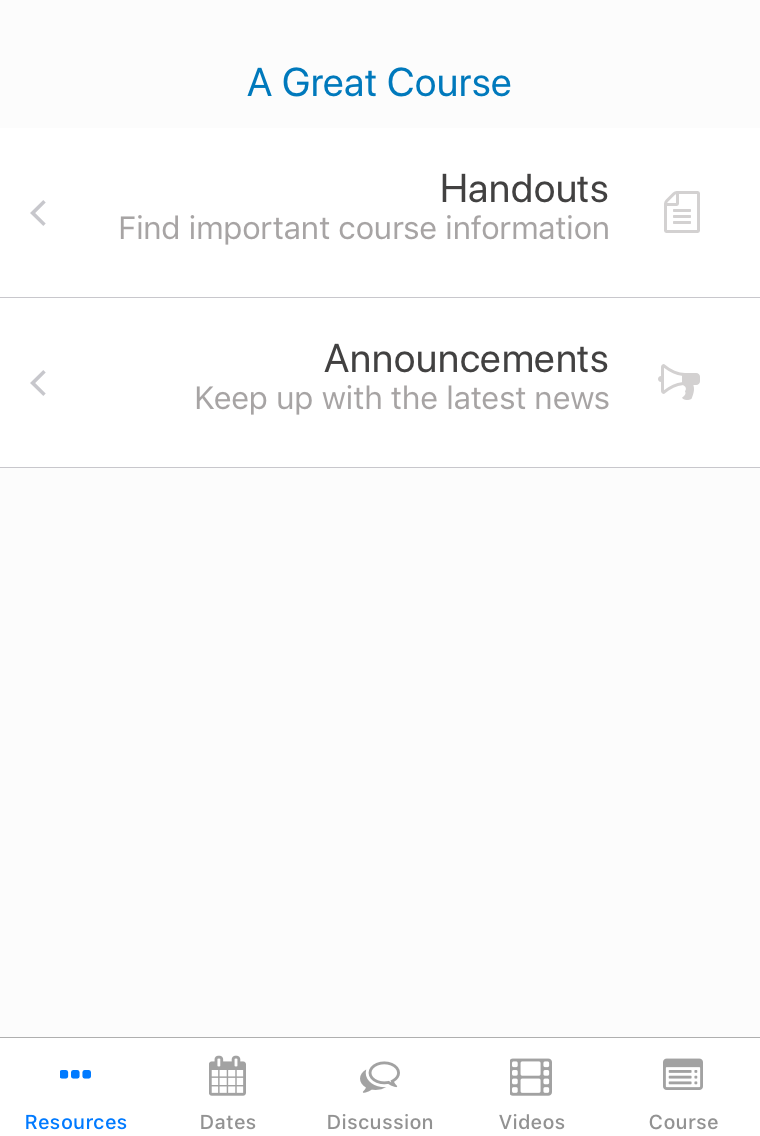 A Great Course
Handouts
Find important course information
Announcements
Keep up with the latest news
Resources
Dates
Discussion
Videos
Course